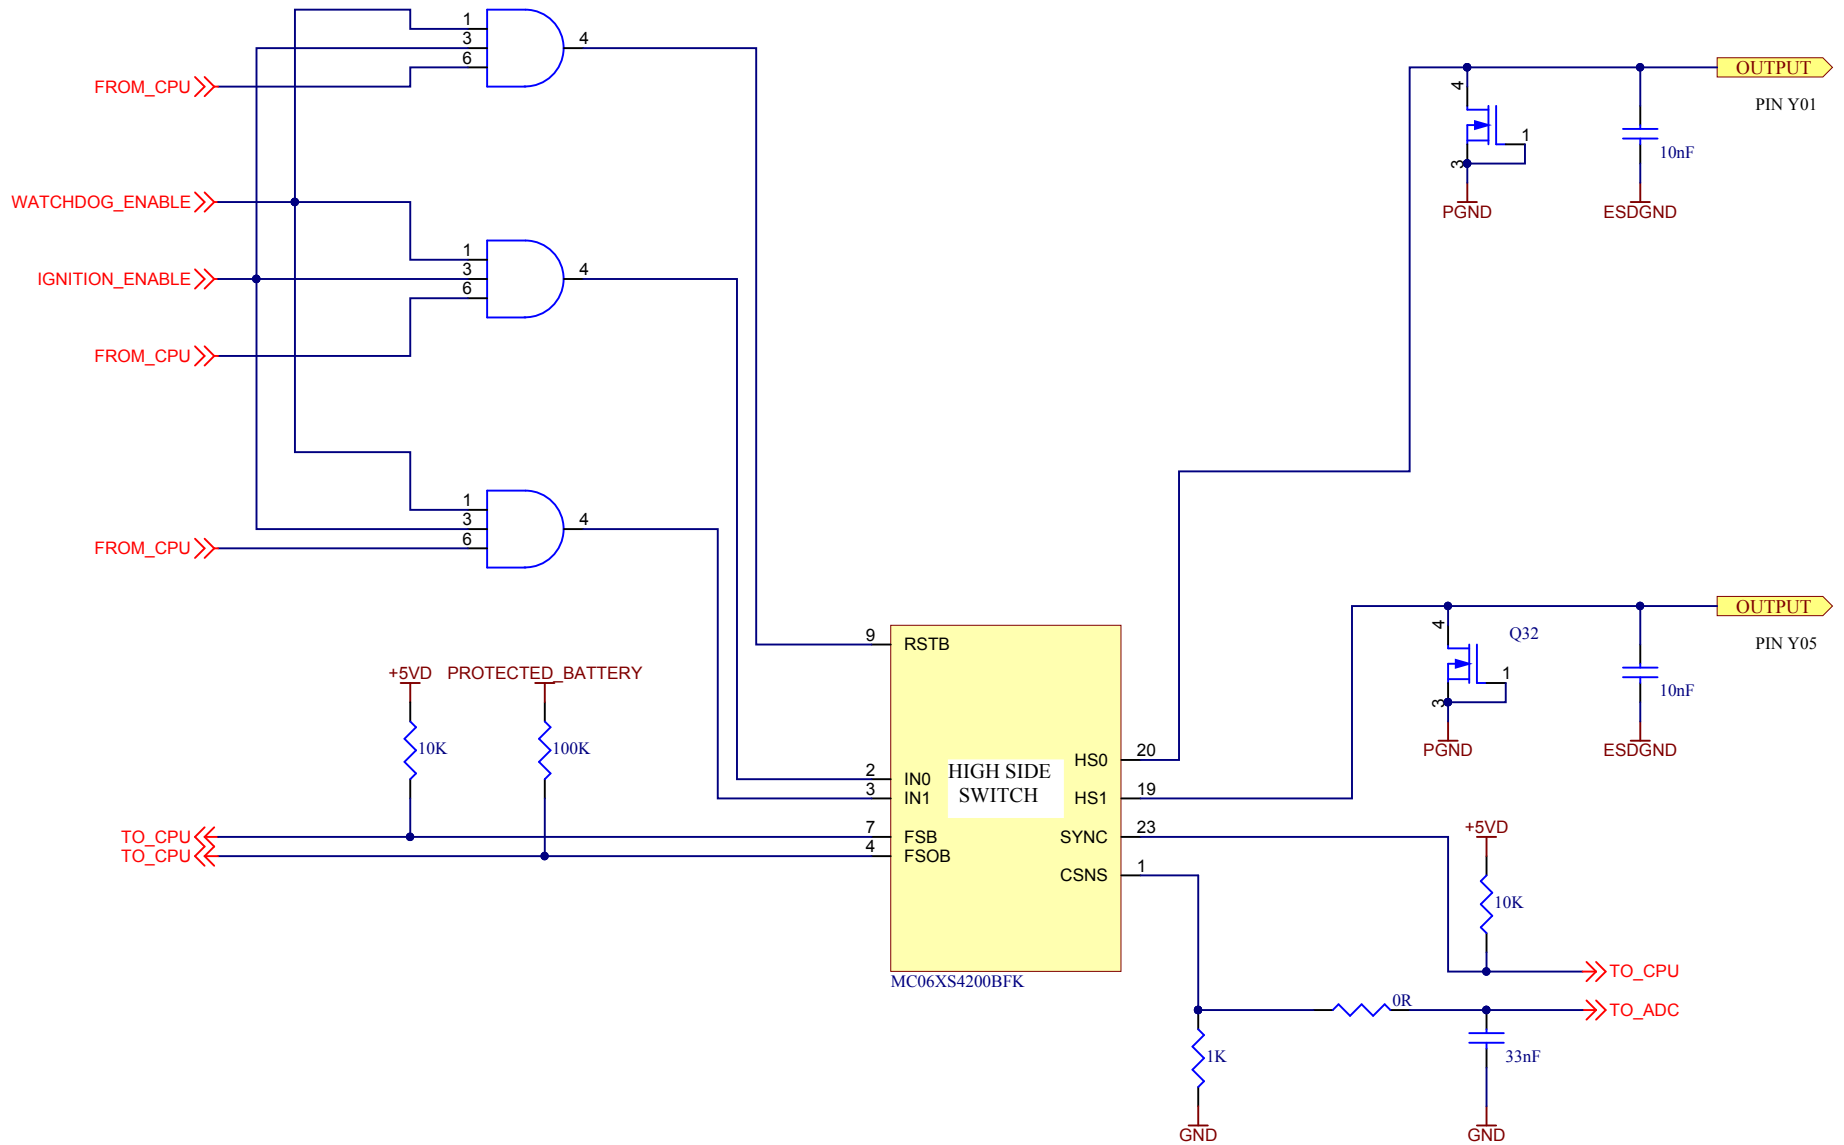 1
3
6
4
FROM_CPU
OUTPUT
PIN Y01
4
1
3
10nF
PGND
ESDGND
WATCHDOG_ENABLE
1
3
6
4
IGNITION_ENABLE
FROM_CPU
1
3
6
4
FROM_CPU
OUTPUT
PIN Y05
4
Q32
1
3
10nF
PGND
ESDGND
9
RSTB
+5VD
PROTECTED_BATTERY
10K
100K
2
IN0
3
IN1
HIGH SIDE
SWITCH
HS0
20
HS1
19
TO_CPU
7
FSB
SYNC
23
TO_CPU
4
FSOB
CSNS
1
+5VD
10K
MC06XS4200BFK
TO_CPU
0R
TO_ADC
1K
33nF
GND
GND